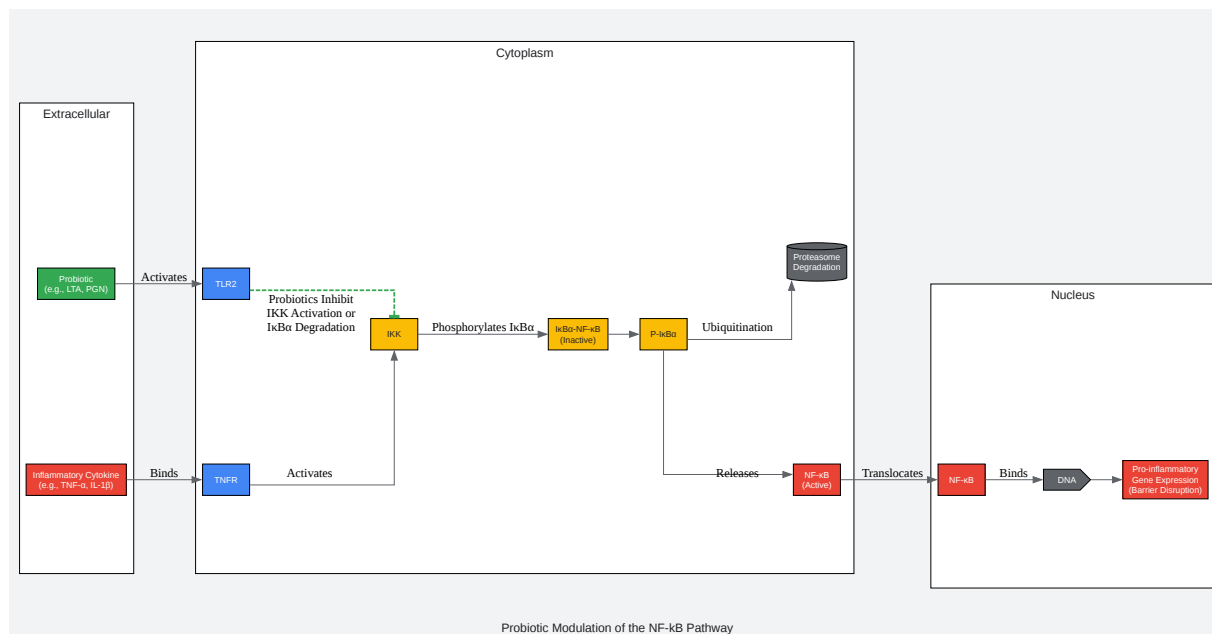 Cytoplasm
Extracellular
Nucleus
Proteasome
Degradation
Probiotic
(e.g., LTA, PGN)
Activates
TLR2
Probiotics Inhibit
IKK Activation or
IκBα Degradation
IKK
Phosphorylates IκBα
IκBα-NF-κB
(Inactive)
P-IκBα
Ubiquitination
Inflammatory Cytokine
(e.g., TNF-α, IL-1β)
Binds
TNFR
Activates
Releases
NF-κB
(Active)
Translocates
NF-κB
Binds
DNA
Pro-inflammatory
Gene Expression
(Barrier Disruption)
Probiotic Modulation of the NF-kB Pathway